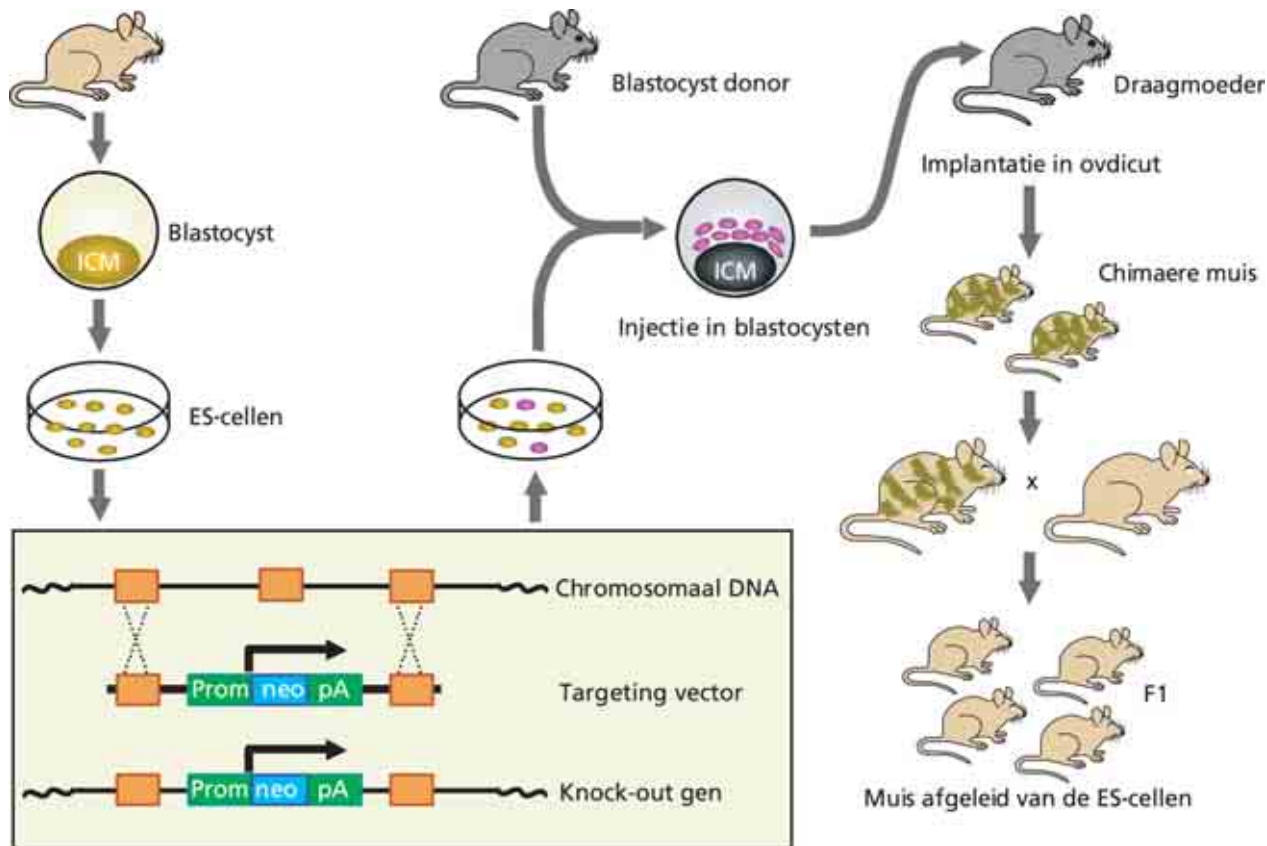 Blastocyst
ICM
ES-cellen
Blastocyst donor
ICM
Injectie in blastocysten
Draagmoeder
Implantatie in ovdicut
Chimaere muis
x
F1
Muis afgeleid van de ES-cellen
Chromosomaal DNA
Prom neo pA
Targeting vector
Prom neo pA
Knock-out gen